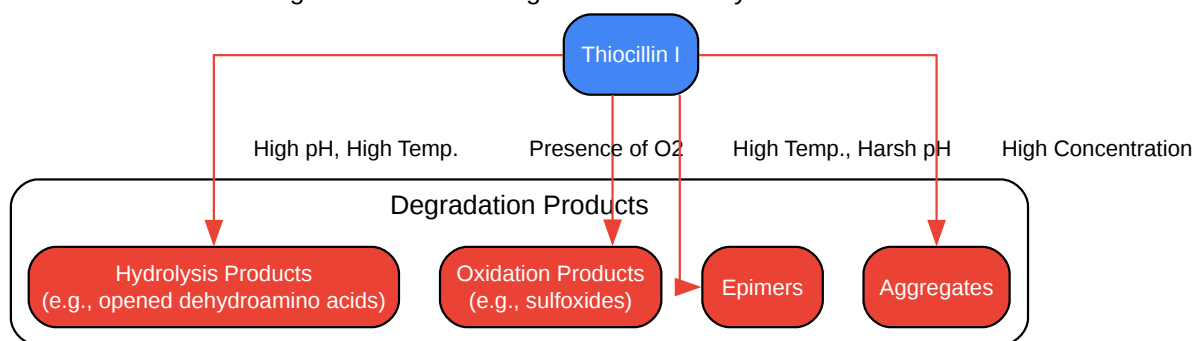 Thiocillin I
High pH, High Temp.
Presence of O2
High Temp., Harsh pH
High Concentration
Degradation Products
Hydrolysis Products
(e.g., opened dehydroamino acids)
Oxidation Products
(e.g., sulfoxides)
Epimers
Aggregates